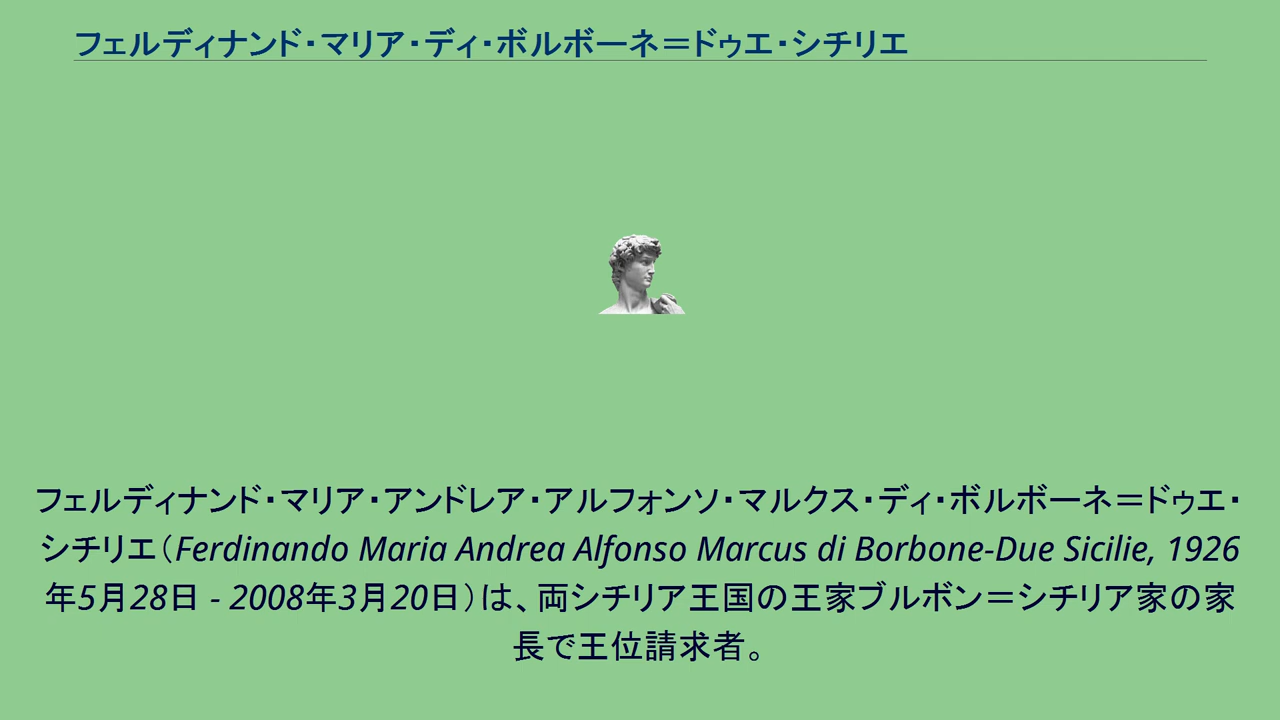 フェルディナンド・マリア・ディ・ボルボーネ＝ドゥエ・シチリエ
フェルディナンド・マリア・アンドレア・アルフォンソ・マルクス・ディ・ボルボーネ＝ドゥエ・
シチリエ（Ferdinando Maria Andrea Alfonso Marcus di Borbone-Due Sicilie, 1926
年5月28日 - 2008年3月20日）は、両シチリア王国の王家ブルボン＝シチリア家の家
長で王位請求者。